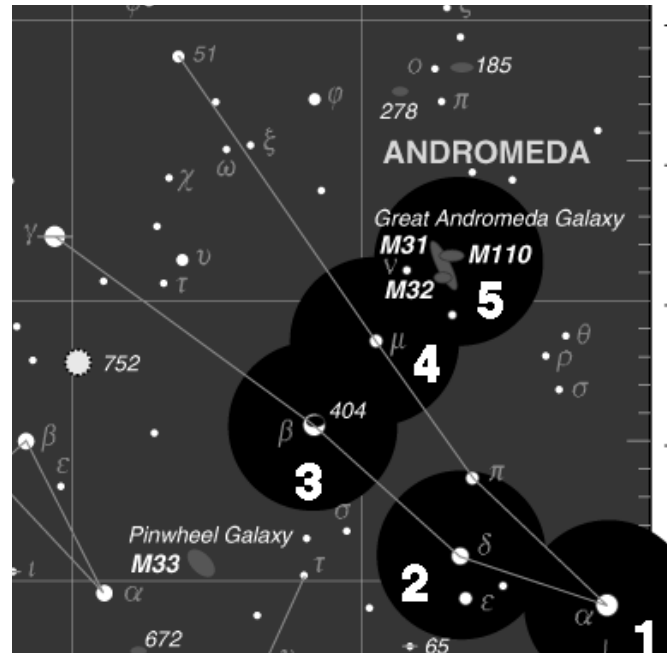 51
ο 185
278 π
φ
ξ
ω
ANDROMEDA
χ
Great Andromeda Galaxy
γ M31
ν M110
υ M32
τ 5
θ
μ 4 ρ
752 σ
404
β β
ε 3
π
σ
Pinwheel Galaxy
M33 τ δ
ι 2
α ε α
1
672 65